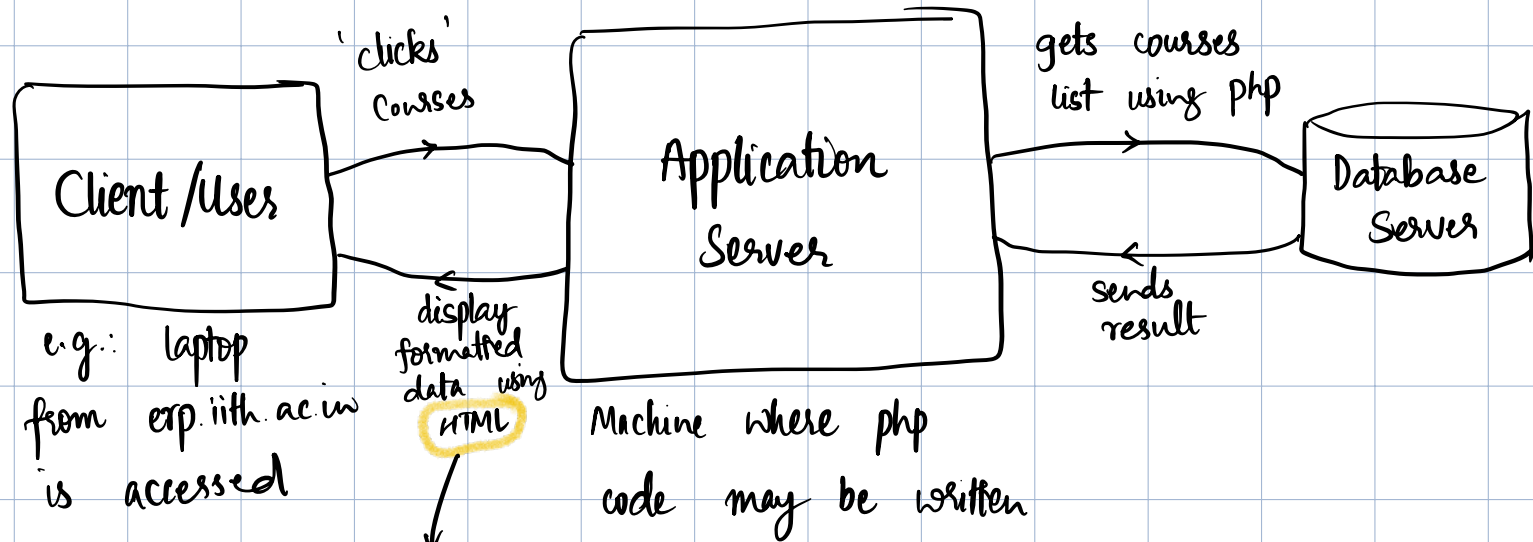 'clicks'
Courses
gets courses
list using php
Client/User
Application
Server
Database
Server
display
formatted
data using
HTML
sends
result
e.g.: laptop
from erp.iith.ac.in
is accessed
Machine where php
code may be written